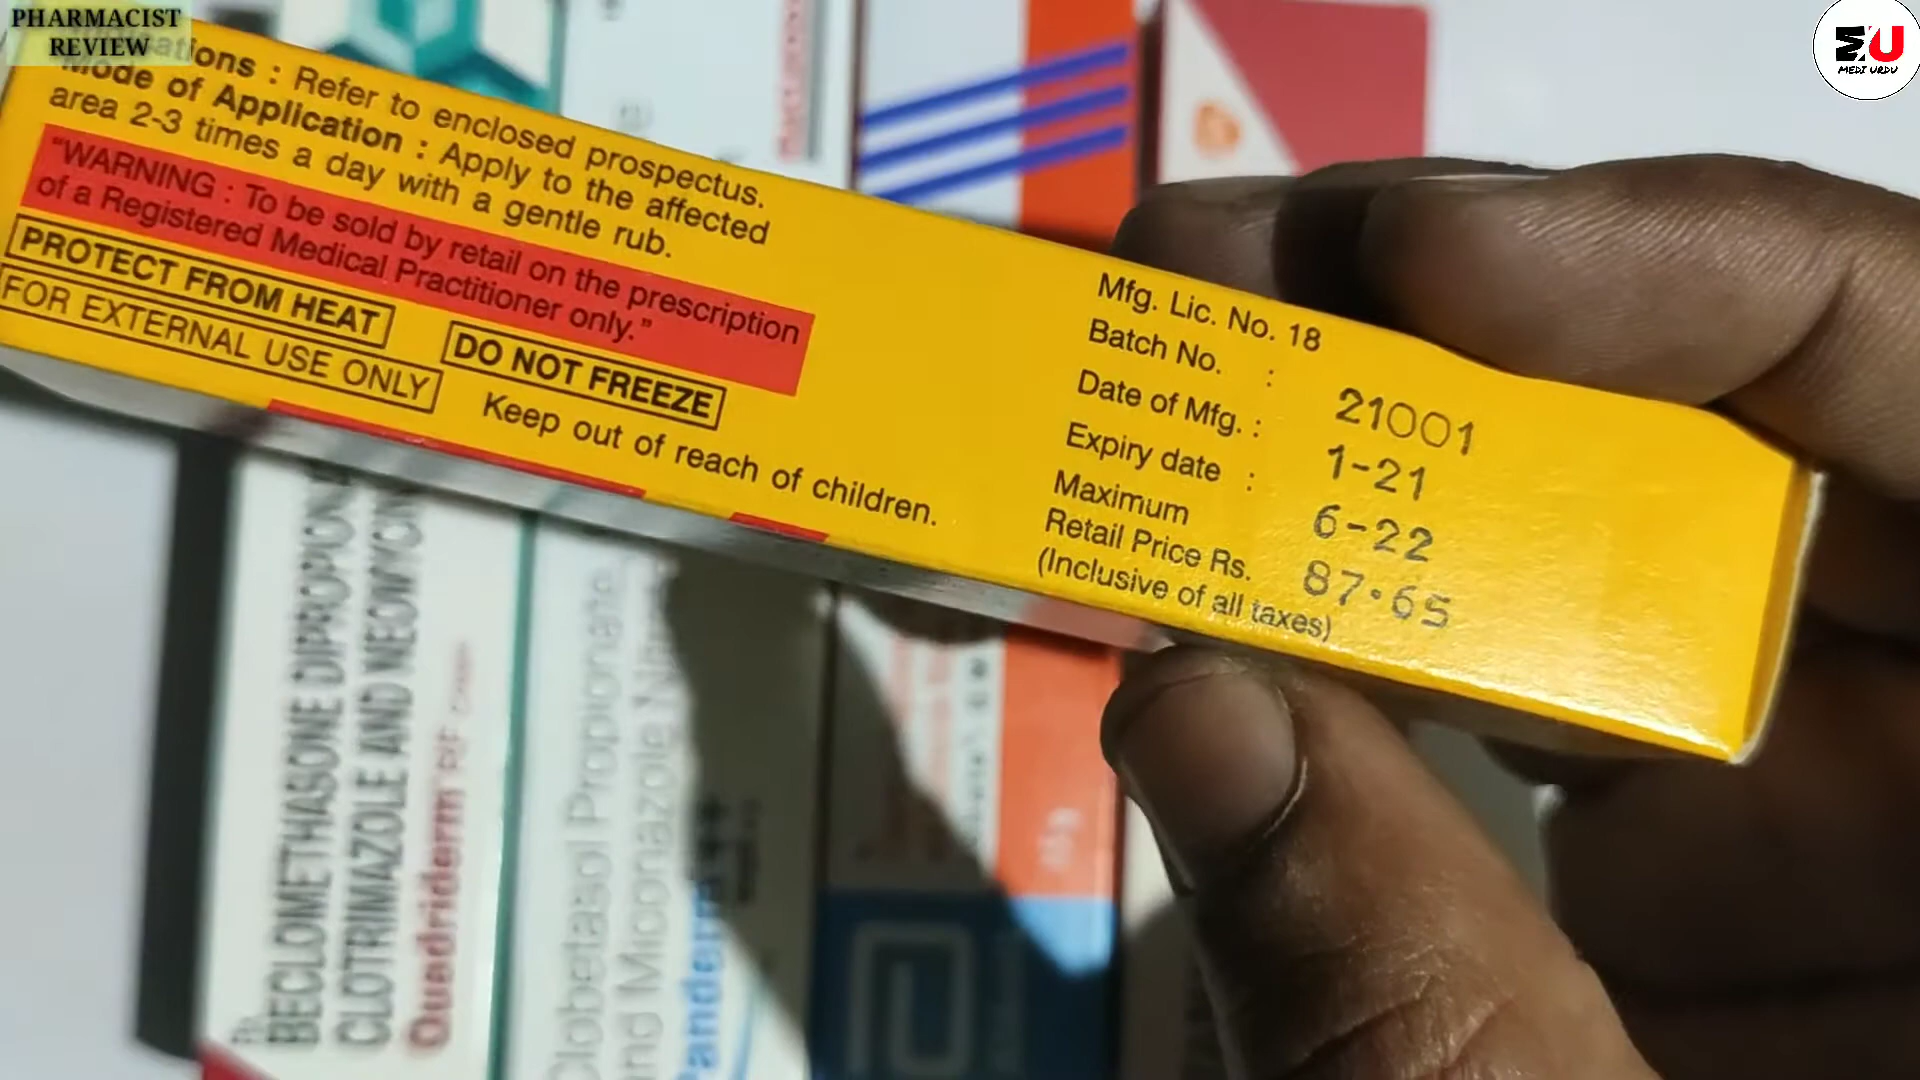 PHARMACIST
REVIEW
MEDI URDU
Refer to enclosed prospectus.
Mode of Application : Apply to the affected
area 2-3 times a day with a gentle rub.
"WARNING : To be sold by retail on the prescription
of a Registered Medical Practitioner only."
PROTECT FROM HEAT
DO NOT FREEZE
FOR EXTERNAL USE ONLY
Keep out of reach of children.
Mfg. Lic. No. 18
Batch No. : 21001
Date of Mfg. : 1-21
Expiry date : 6-22
Maximum
Retail Price Rs. 87.65
(Inclusive of all taxes)
BECLOMETHASONE
CLOTRIMAZOLE AND NEOMYCIN
Quadriderm RF
Clobetasol Propionate,
and Miconazole